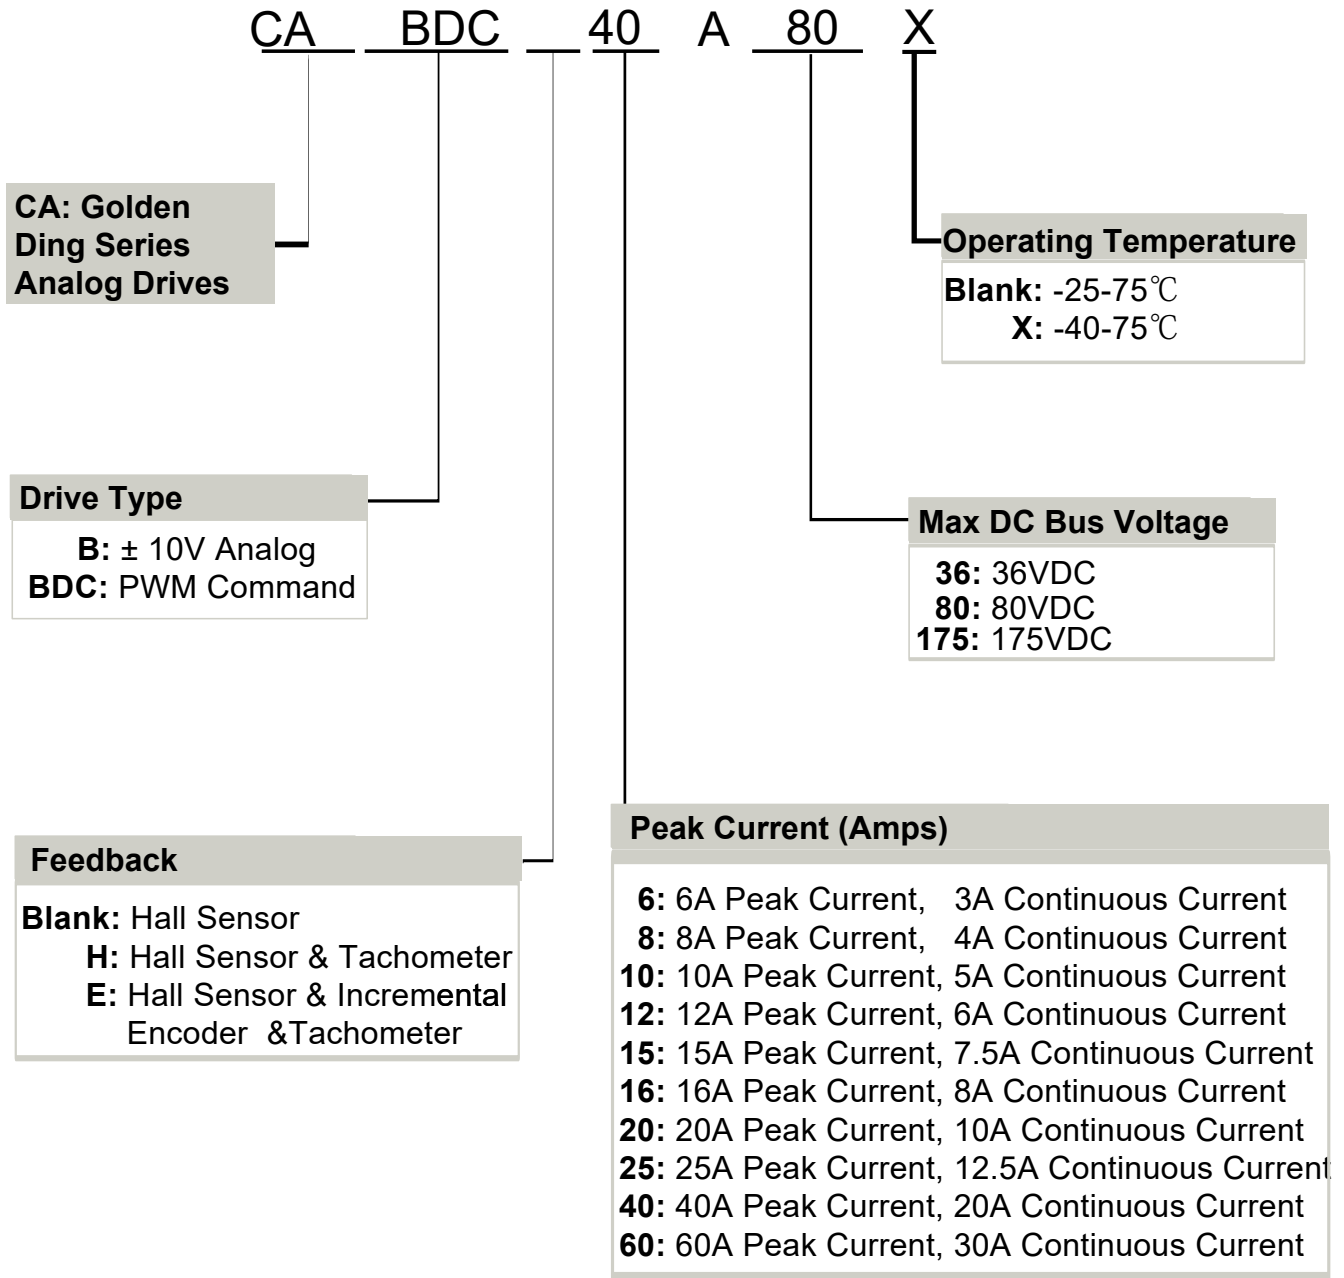 CA BDC 40 A 80 X
CA: Golden
Ding Series
Analog Drives
Operating Temperature
Blank: -25-75℃
X: -40-75℃
Drive Type
B: ± 10V Analog
BDC: PWM Command
Max DC Bus Voltage
36: 36VDC
80: 80VDC
175: 175VDC
Feedback
Blank: Hall Sensor
H: Hall Sensor & Tachometer
E: Hall Sensor & Incremental
Encoder &Tachometer
Peak Current (Amps)
6: 6A Peak Current, 3A Continuous Current
8: 8A Peak Current, 4A Continuous Current
10: 10A Peak Current, 5A Continuous Current
12: 12A Peak Current, 6A Continuous Current
15: 15A Peak Current, 7.5A Continuous Current
16: 16A Peak Current, 8A Continuous Current
20: 20A Peak Current, 10A Continuous Current
25: 25A Peak Current, 12.5A Continuous Current
40: 40A Peak Current, 20A Continuous Current
60: 60A Peak Current, 30A Continuous Current